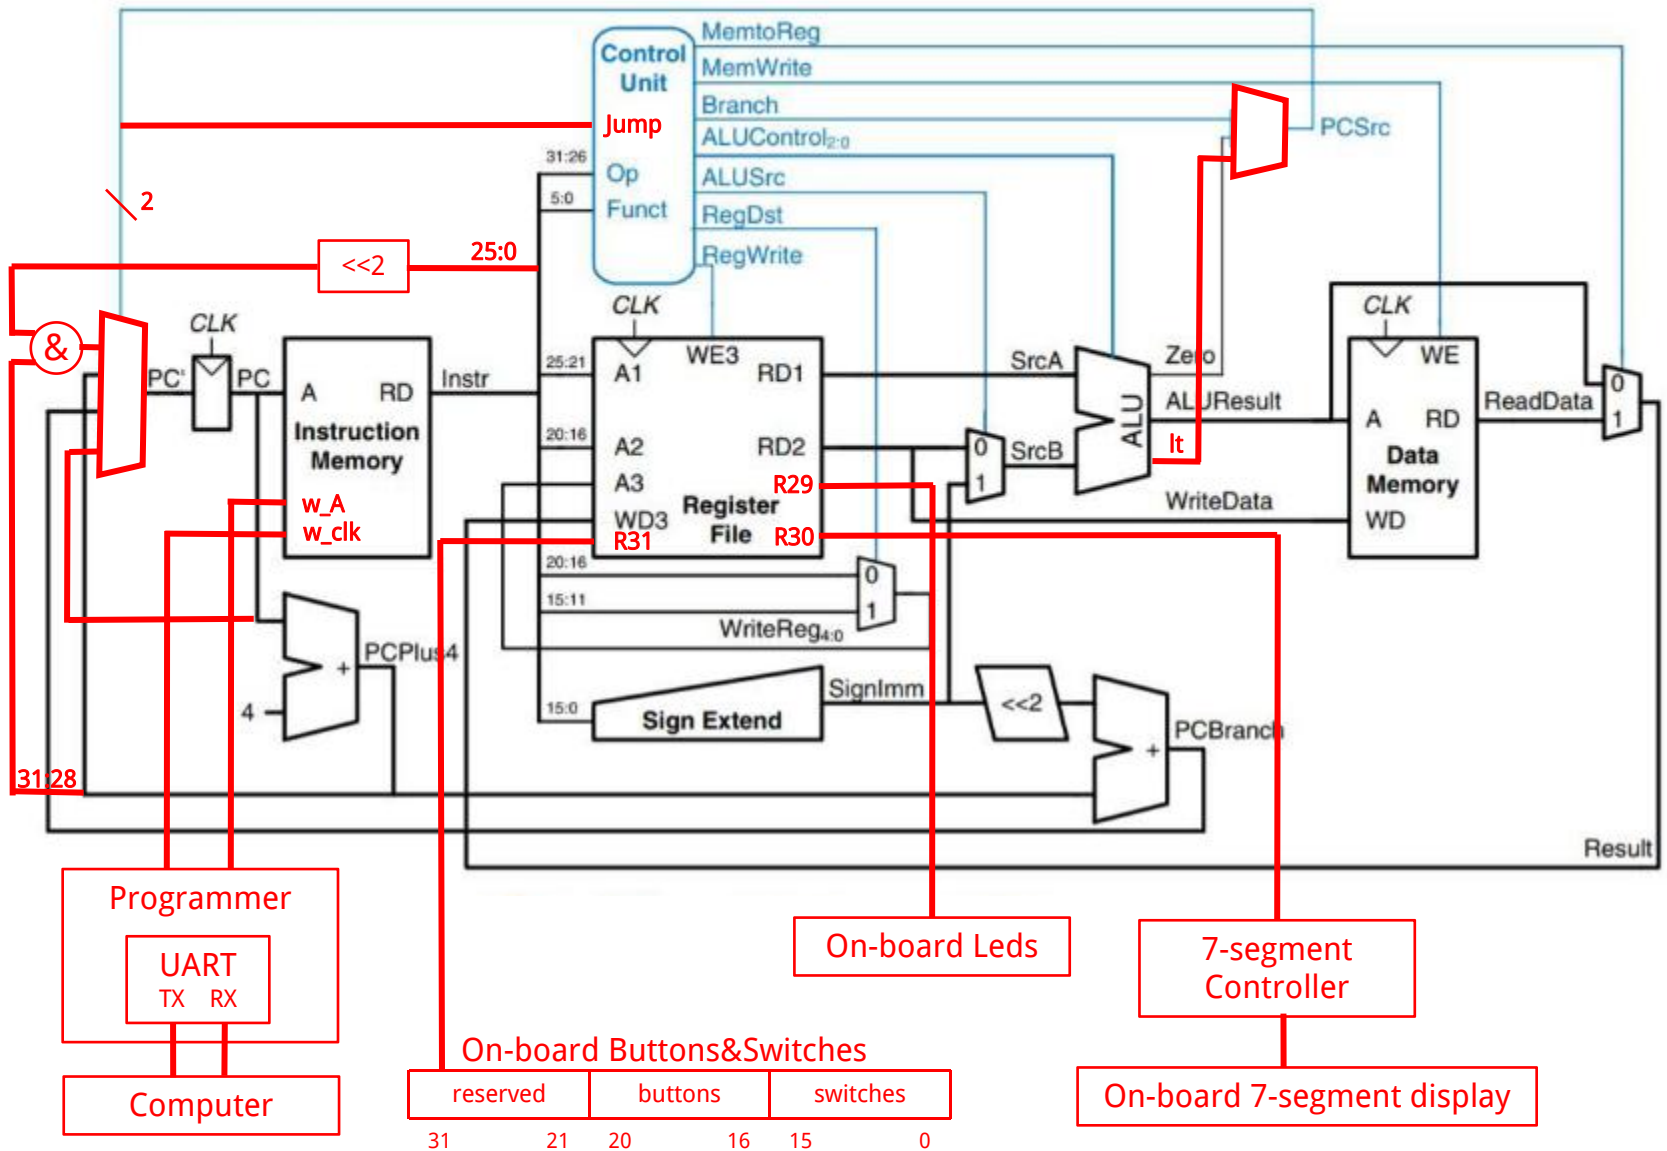 MemtoReg
Control
Unit
MemWrite
Branch
Jump
PCSrc
ALUControl2:0
31:26
Op
ALUSrc
2
5:0
Funct
RegDst
25:0
RegWrite
<<2
CLK
CLK
CLK
&
WE3
SrcA
Zero
WE
PC'
PC
Instr
25:21
A1
RD1
0
A
RD
ALUResult
ReadData
1
Instruction
Memory
20:16
A2
RD2
0
SrcB
ALU
lt
A
RD
Data
Memory
A3
R29
1
w_A
Register
File
WriteData
w_clk
WD3
R31
R30
WD
20:16
0
15:11
1
WriteReg4:0
PCPlus4
+
4
SignImm
15:0
Sign Extend
<<2
PCBranch
+
31:28
Result
Programmer
UART
TX RX
Computer
On-board Leds
7-segment
Controller
On-board Buttons&Switches
reserved buttons switches
31 21 20 16 15 0
On-board 7-segment display